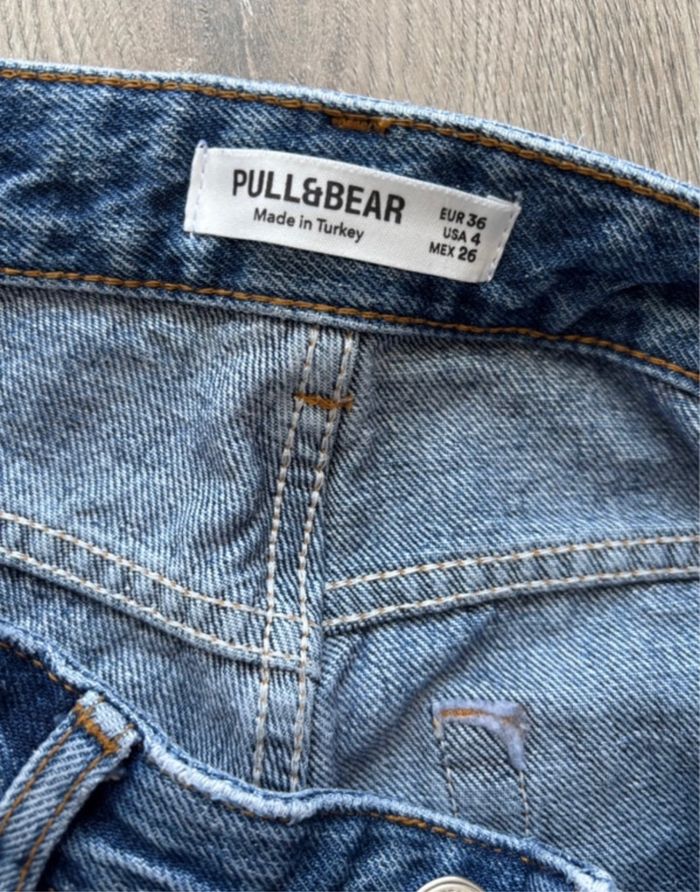 PULL&BEAR
Made in Turkey
EUR 36
USA 4
MEX 26